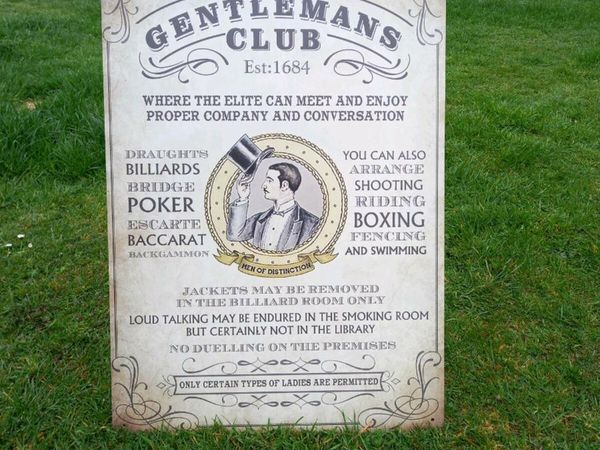 GENTLEMANS
CLUB
Est:1684
WHERE THE ELITE CAN MEET AND ENJOY
PROPER COMPANY AND CONVERSATION
DRAUGHTS
BILLIARDS
BRIDGE
POKER
ESCARTE
BACCARAT
BACKGAMMON
MEN OF DISTINCTION
YOU CAN ALSO
ARRANGE
SHOOTING
RIDING
BOXING
FENCING
AND SWIMMING
JACKETS MAY BE REMOVED
IN THE BILLIARD ROOM ONLY
LOUD TALKING MAY BE ENDURED IN THE SMOKING ROOM
BUT CERTAINLY NOT IN THE LIBRARY
NO DUELLING ON THE PREMISES
ONLY CERTAIN TYPES OF LADIES ARE PERMITTED